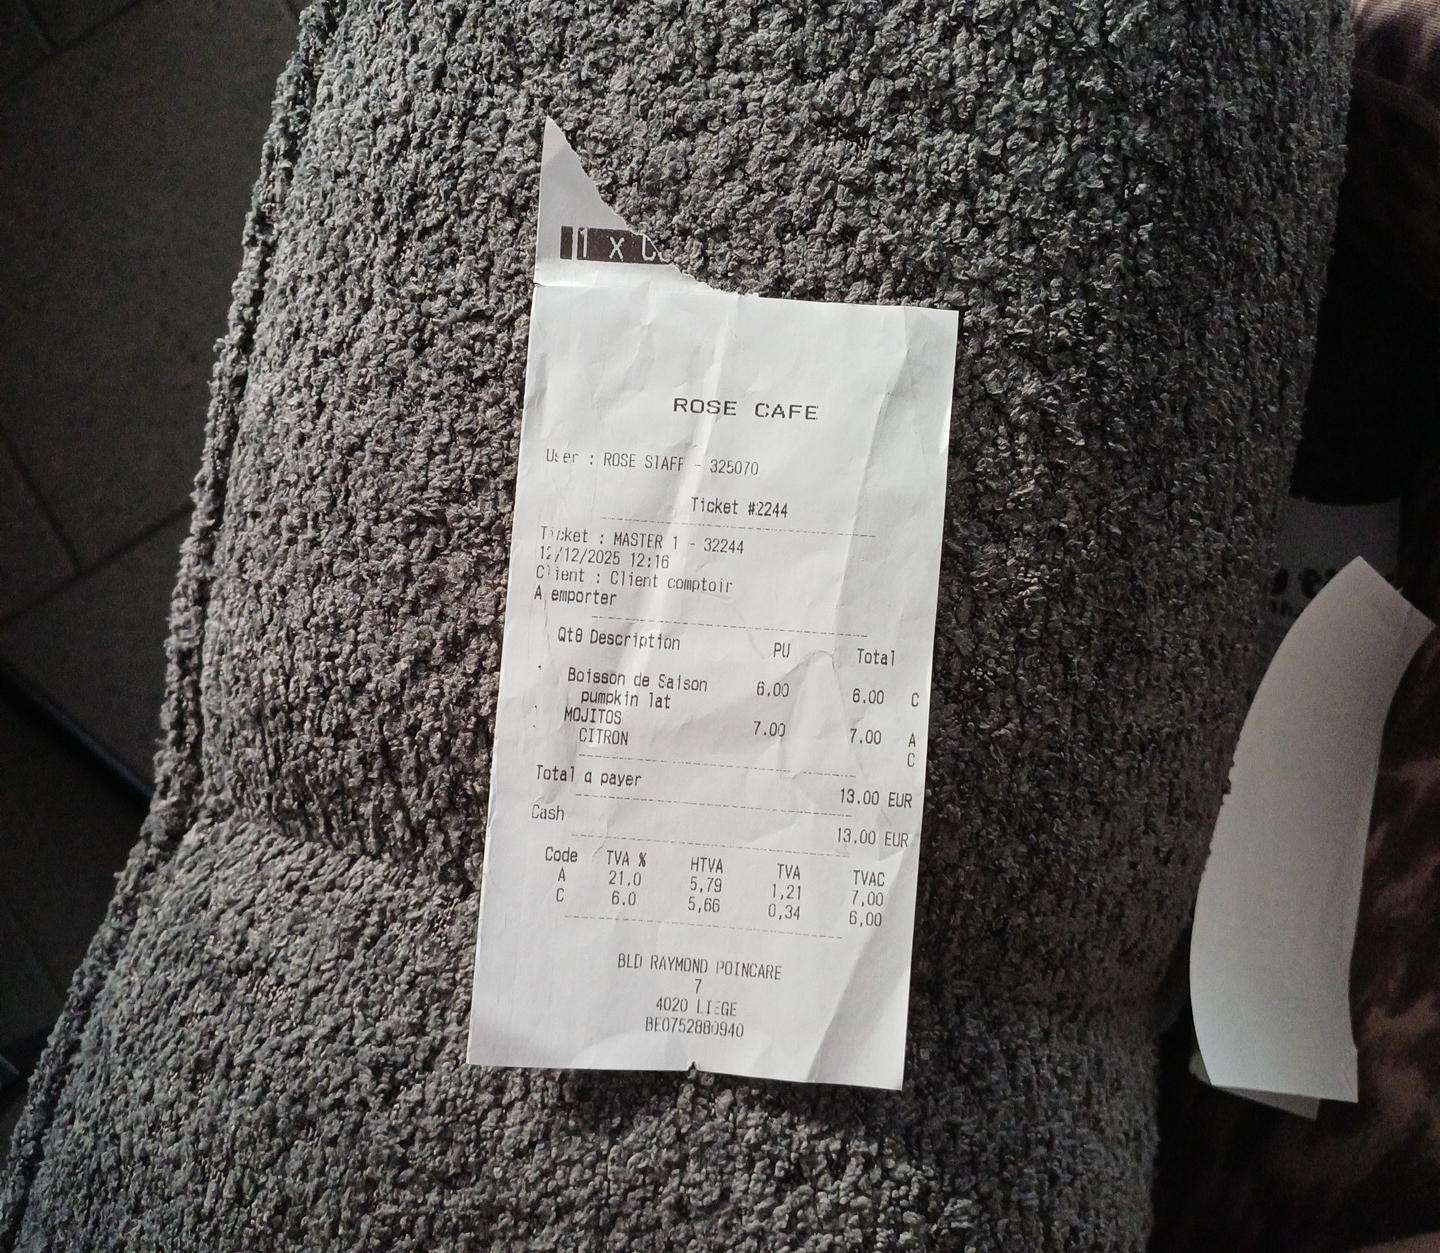 1 x
ROSE CAFE
User : ROSE STAFF - 325070
Ticket #2244
Ticket : MASTER 1 - 32244
12/12/2025 12:16
Client : Client comptoir
A emporter
Qté Description PU Total
Boisson de Saison 6.00 6.00 C
pumpkin lat
MOJITOS 7.00 7.00 A
CITRON C
Total a payer
13.00 EUR
Cash
13.00 EUR
Code TVA % HTVA TVA TVAC
A 21.0 5,79 1,21 7,00
C 6.0 5,66 0,34 6,00
BLD RAYMOND POINCARE
7
4020 LIEGE
BE0752880940